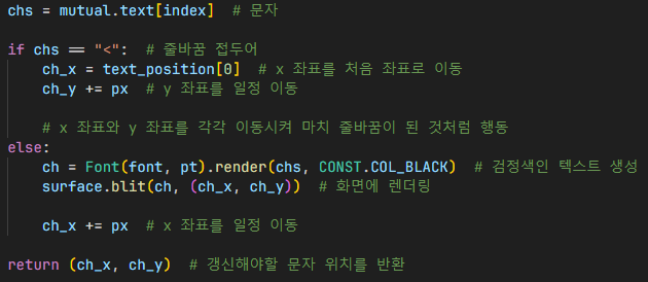 chs = mutual.text[index]  # 문자
if chs == "<":  # 줄바꿈 접두어
    ch_x = text_position[0]  # x 좌표를 처음 좌표로 이동
    ch_y += px  # y 좌표를 일정 이동
    # x 좌표와 y 좌표를 각각 이동시켜 마치 줄바꿈이 된 것처럼 행동
else:
    ch = Font(font, pt).render(chs, CONST.COL_BLACK)  # 검정색인 텍스트 생성
    surface.blit(ch, (ch_x, ch_y))  # 화면에 렌더링
    ch_x += px  # x 좌표를 일정 이동
return (ch_x, ch_y)  # 갱신해야할 문자 위치를 반환